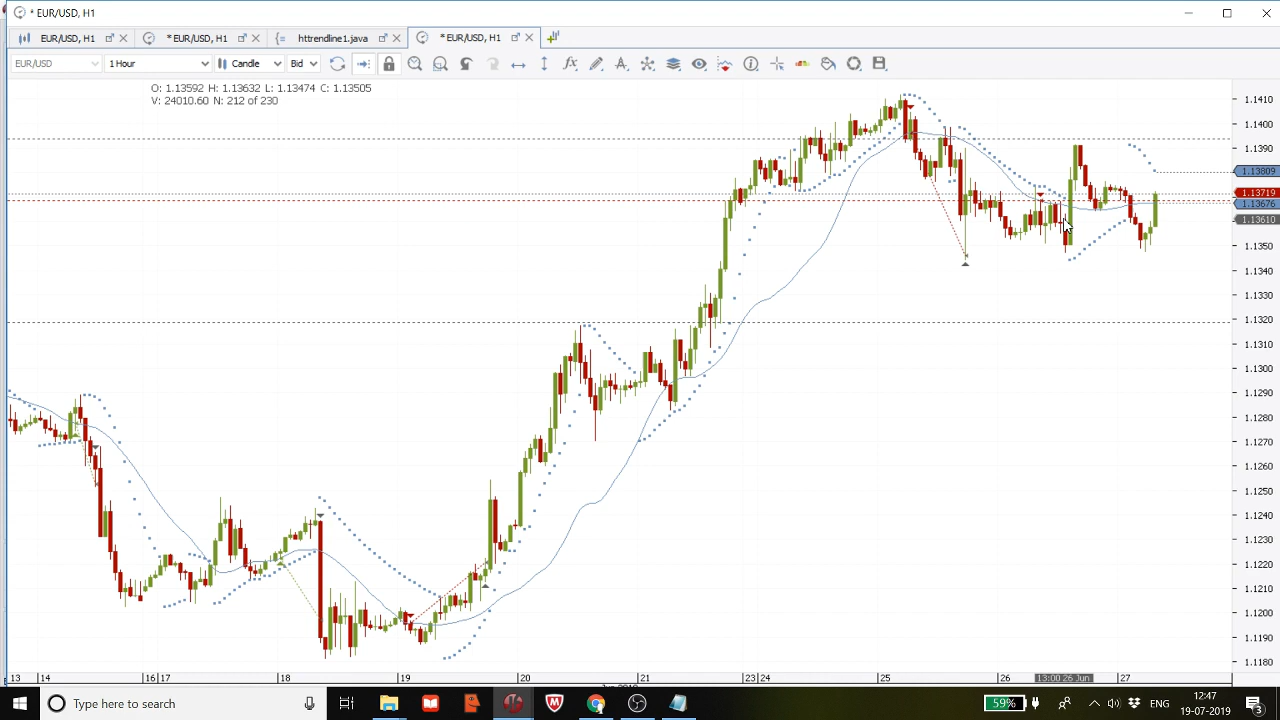 * EUR/USD, H1
EUR/USD, H1
*EUR/USD, H1
httrendline1.java
*EUR/USD, H1
EUR/USD
1 Hour
Candle
Bid
O: 1.13592 H: 1.13632 L: 1.13474 C: 1.13505
V: 24010.60 N: 212 of 230
1.1410
1.1400
1.1390
1.13809
1.13719
1.13676
1.13610
1.1350
1.1340
1.1330
1.1320
1.1310
1.1300
1.1290
1.1280
1.1270
1.1260
1.1250
1.1240
1.1230
1.1220
1.1210
1.1200
1.1190
1.1180
13 14 16 17 18 19 20 21 23 24 25 26 13:00 26 Jun 27
Type here to search
59%
ENG
12:47
19-07-2019
3